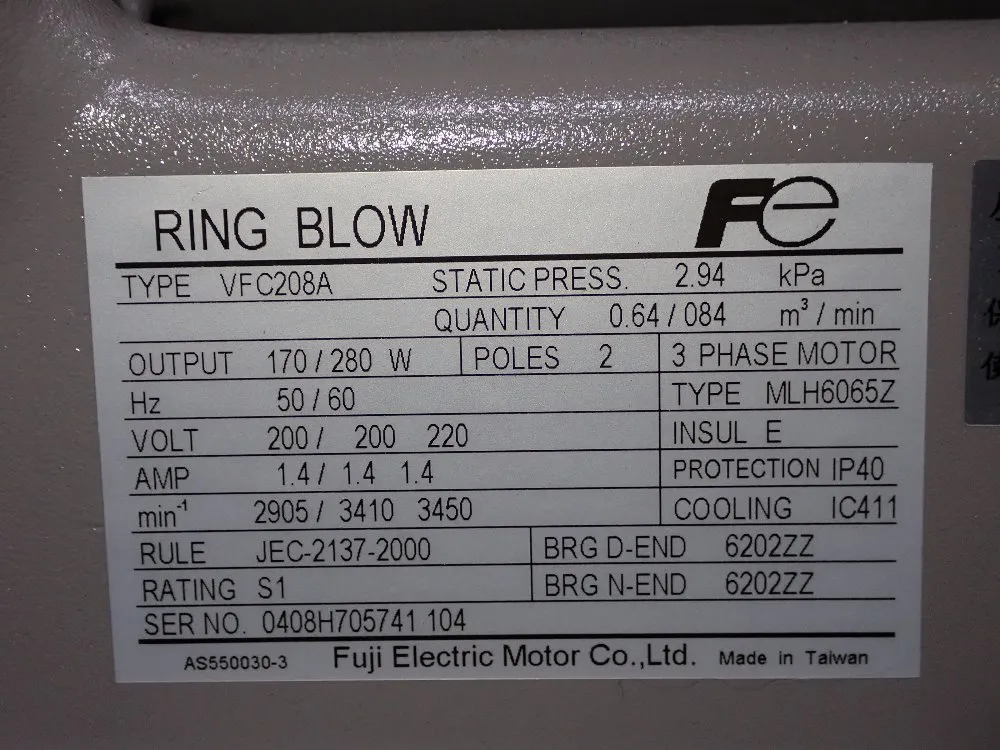 RING BLOW Fe
TYPE VFC208A STATIC PRESS. 2.94 kPa
QUANTITY 0.64 / 084 m³ / min
OUTPUT 170 / 280 W POLES 2 3 PHASE MOTOR
Hz 50 / 60 TYPE MLH6065Z
VOLT 200 / 200 220 INSUL E
AMP 1.4 / 1.4 1.4 PROTECTION IP40
min⁻¹ 2905 / 3410 3450 COOLING IC411
RULE JEC-2137-2000 BRG D-END 6202ZZ
RATING S1 BRG N-END 6202ZZ
SER NO. 0408H705741 104
AS550030-3 Fuji Electric Motor Co.,Ltd. Made in Taiwan